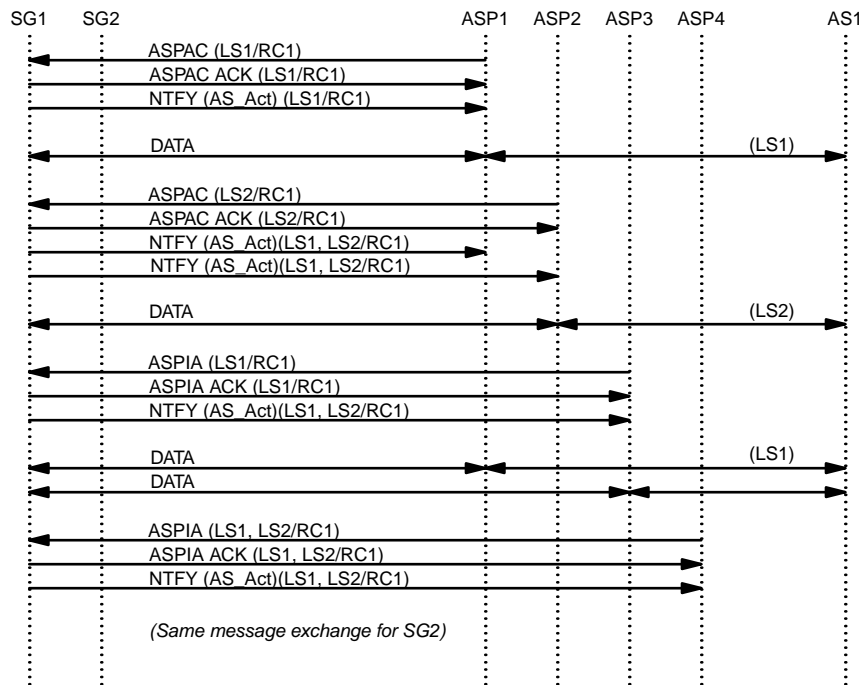 SG1 SG2 ASP1 ASP2 ASP3 ASP4 AS1
ASPAC (LS1/RC1)
ASPAC ACK (LS1/RC1)
NTFY (AS_Act) (LS1/RC1)
DATA (LS1)
ASPAC (LS2/RC1)
ASPAC ACK (LS2/RC1)
NTFY (AS_Act)(LS1, LS2/RC1)
NTFY (AS_Act)(LS1, LS2/RC1)
DATA (LS2)
ASPIA (LS1/RC1)
ASPIA ACK (LS1/RC1)
NTFY (AS_Act)(LS1, LS2/RC1)
DATA (LS1)
DATA
ASPIA (LS1, LS2/RC1)
ASPIA ACK (LS1, LS2/RC1)
NTFY (AS_Act)(LS1, LS2/RC1)
(Same message exchange for SG2)